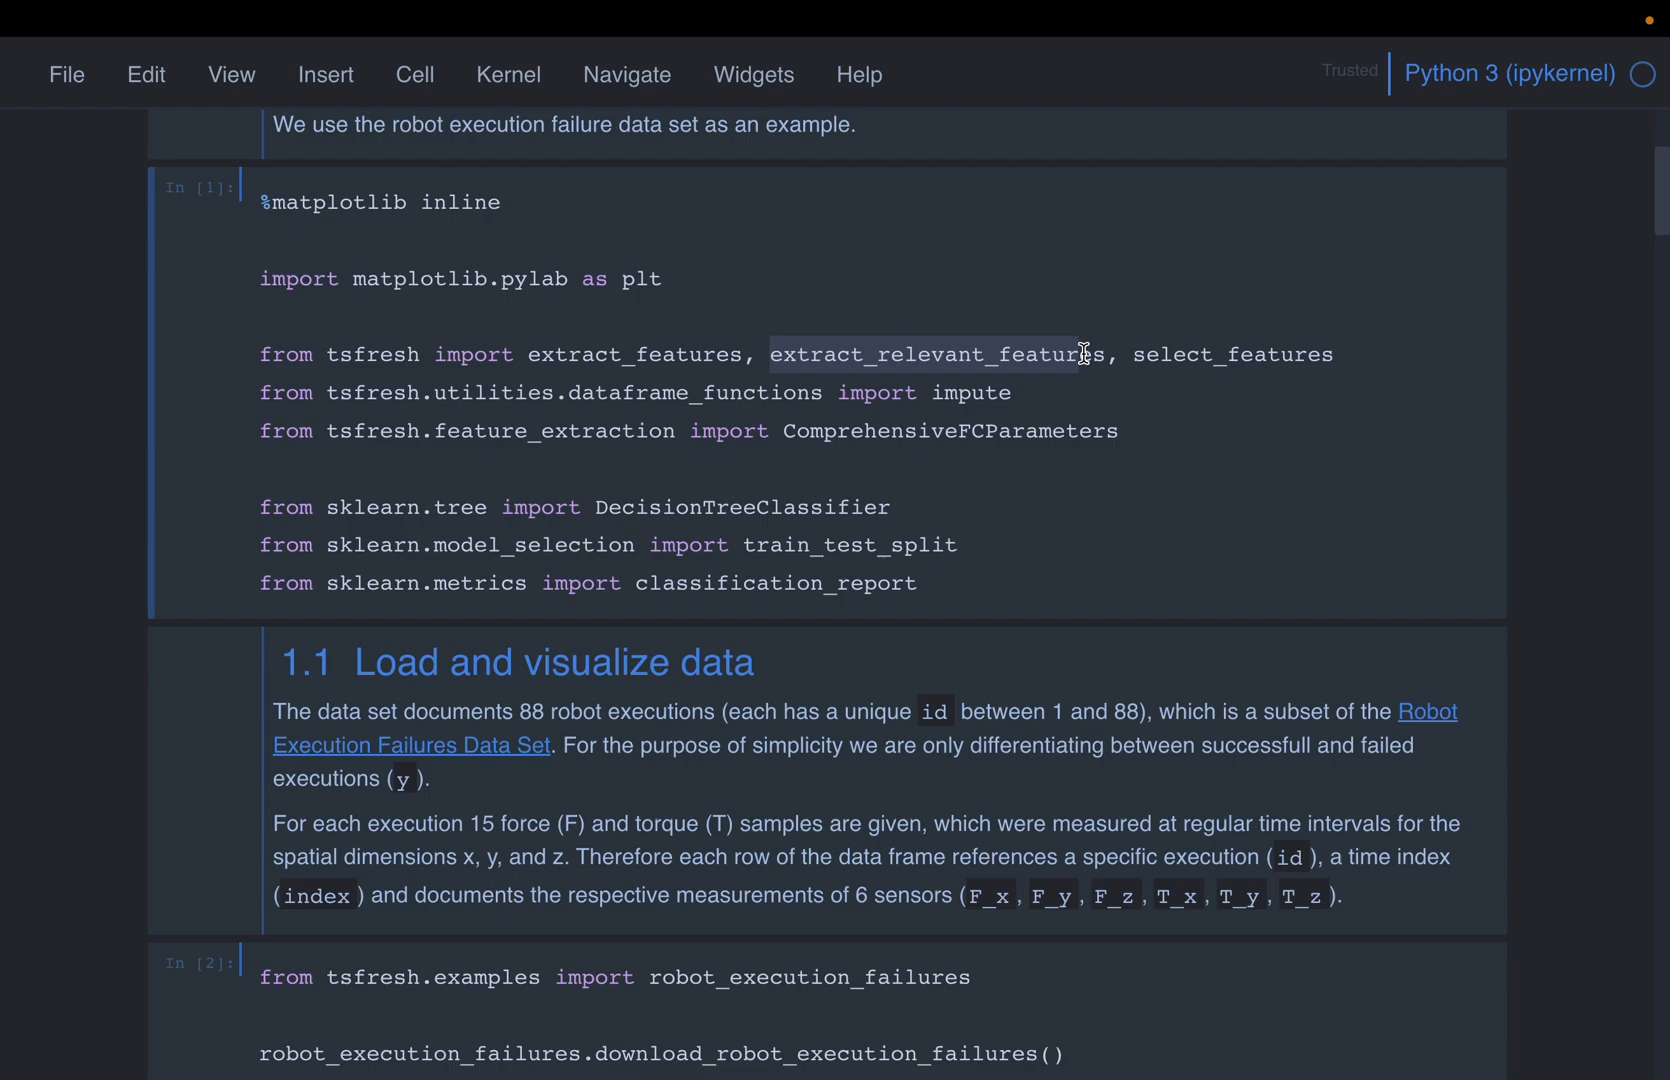 File Edit View Insert Cell Kernel Navigate Widgets Help Trusted Python 3 (ipykernel)
We use the robot execution failure data set as an example.
In [1]:
%matplotlib inline
import matplotlib.pylab as plt
from tsfresh import extract_features, extract_relevant_features, select_features
from tsfresh.utilities.dataframe_functions import impute
from tsfresh.feature_extraction import ComprehensiveFCParameters
from sklearn.tree import DecisionTreeClassifier
from sklearn.model_selection import train_test_split
from sklearn.metrics import classification_report
1.1 Load and visualize data
The data set documents 88 robot executions (each has a unique id between 1 and 88), which is a subset of the Robot
Execution Failures Data Set. For the purpose of simplicity we are only differentiating between successfull and failed
executions (y).
For each execution 15 force (F) and torque (T) samples are given, which were measured at regular time intervals for the
spatial dimensions x, y, and z. Therefore each row of the data frame references a specific execution (id), a time index
(index) and documents the respective measurements of 6 sensors (F_x, F_y, F_z, T_x, T_y, T_z).
In [2]:
from tsfresh.examples import robot_execution_failures
robot_execution_failures.download_robot_execution_failures()